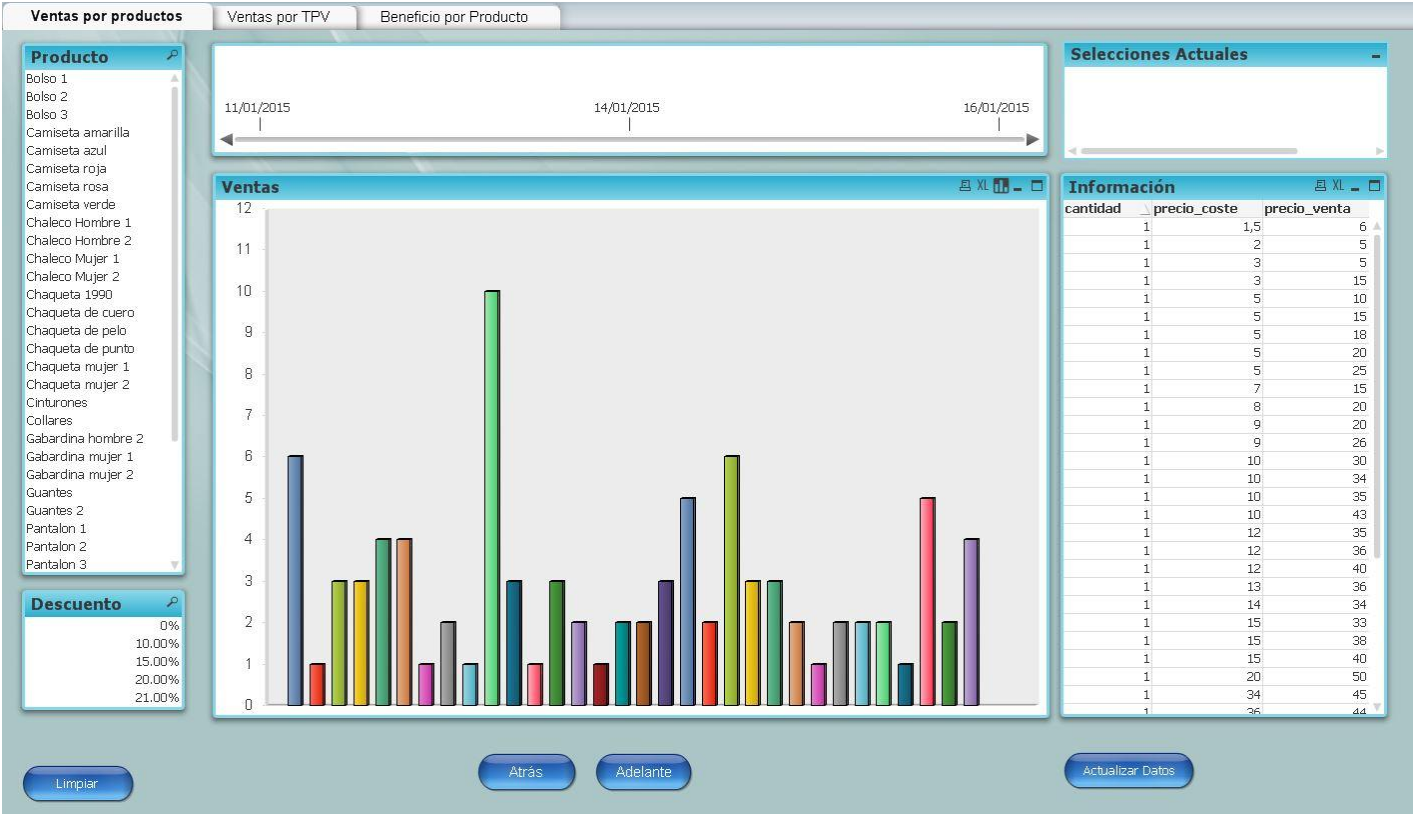 Ventas por productos
Ventas por TPV
Beneficio por Producto
Producto
Bolso 1
Bolso 2
Bolso 3
Camiseta amarilla
Camiseta azul
Camiseta roja
Camiseta rosa
Camiseta verde
Chaleco Hombre 1
Chaleco Hombre 2
Chaleco Mujer 1
Chaleco Mujer 2
Chaqueta 1990
Chaqueta de cuero
Chaqueta de pelo
Chaqueta de punto
Chaqueta mujer 1
Chaqueta mujer 2
Cinturones
Collares
Gabardina hombre 2
Gabardina mujer 1
Gabardina mujer 2
Guantes
Guantes 2
Pantalon 1
Pantalon 2
Pantalon 3
Descuento
0%
10.00%
15.00%
20.00%
21.00%
Limpiar
11/01/2015 14/01/2015 16/01/2015
Ventas XL
12
11
10
9
8
7
6
5
4
3
2
1
0
Atrás
Adelante
Selecciones Actuales
Información XL
cantidad precio_coste precio_venta
1 1,5 6
1 2 5
1 3 5
1 3 15
1 5 10
1 5 15
1 5 18
1 5 20
1 5 25
1 7 15
1 8 20
1 9 20
1 9 26
1 10 30
1 10 34
1 10 35
1 10 43
1 12 35
1 12 36
1 12 40
1 13 36
1 14 34
1 15 33
1 15 38
1 15 40
1 20 50
1 34 45
1 36 44
Actualizar Datos